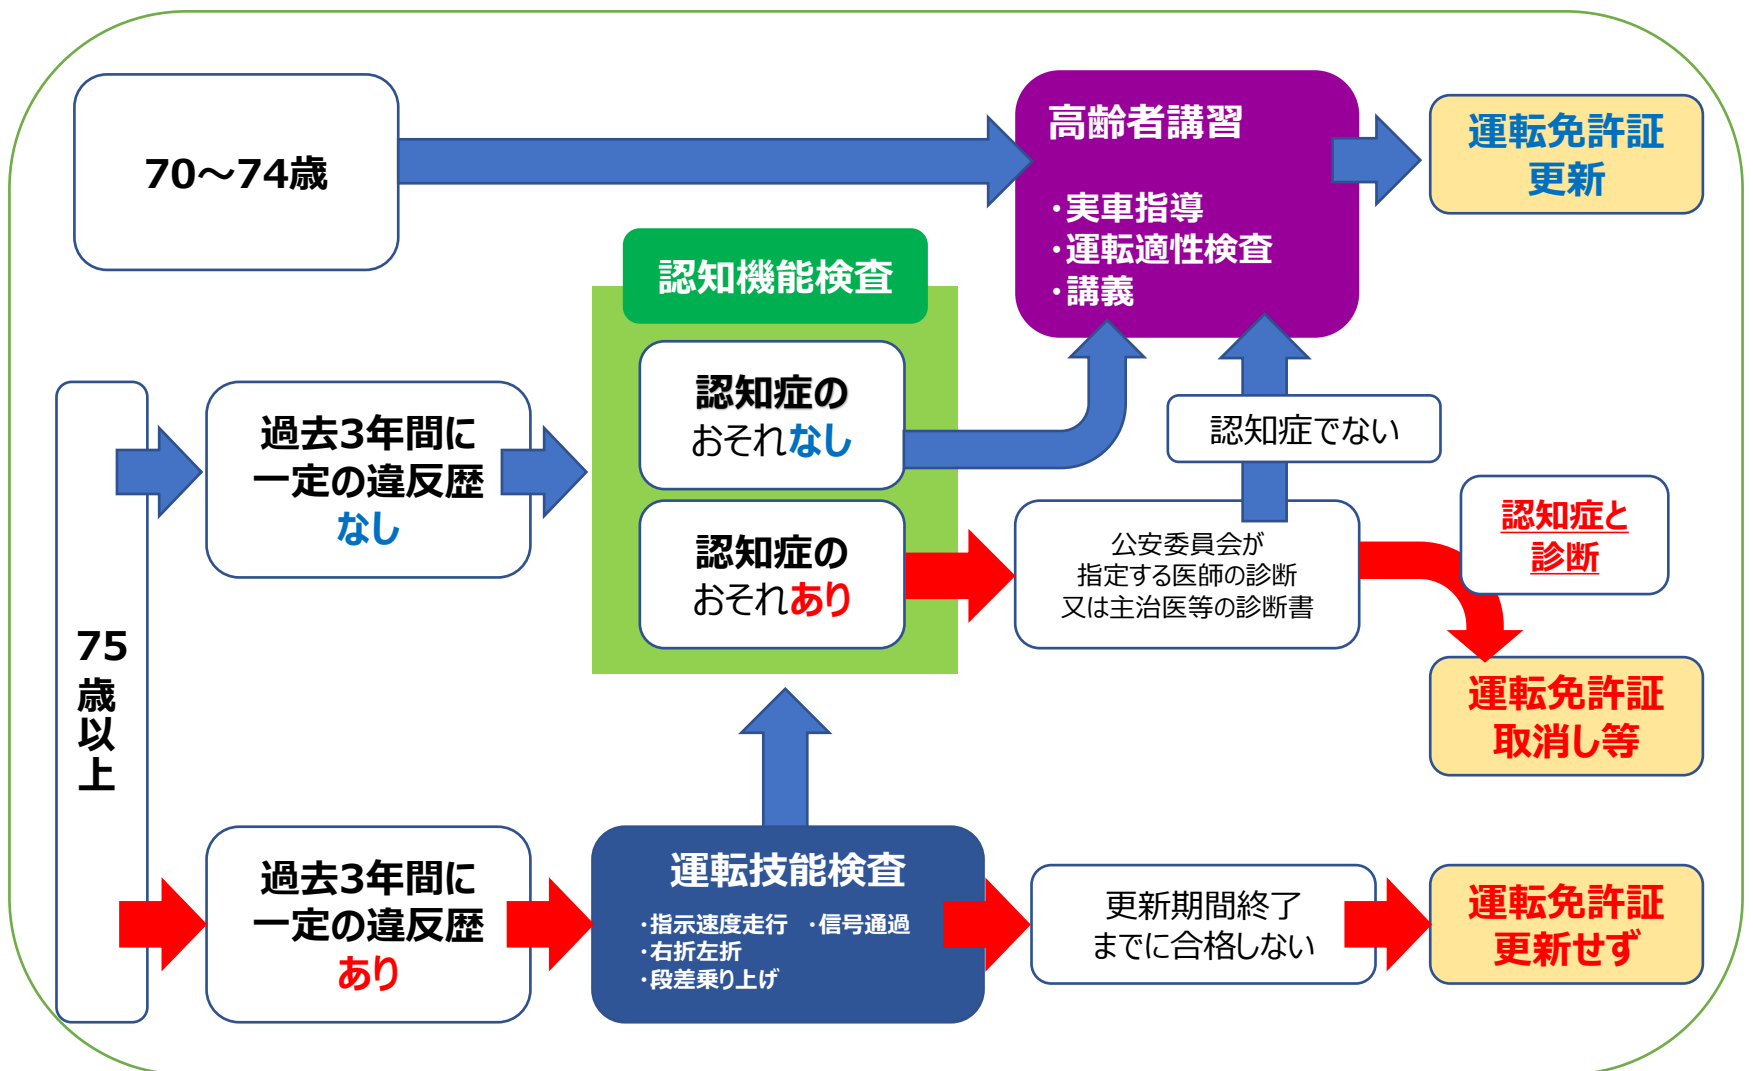 70～74歳
高齢者講習
・実車指導
・運転適性検査
・講義
運転免許証
更新
認知機能検査
認知症の
おそれなし
認知症の
おそれあり
75
歳
以
上
過去3年間に
一定の違反歴
なし
認知症でない
公安委員会が
指定する医師の診断
又は主治医等の診断書
認知症と
診断
運転免許証
取消し等
過去3年間に
一定の違反歴
あり
運転技能検査
・指示速度走行　・信号通過
・右折左折
・段差乗り上げ
更新期間終了
までに合格しない
運転免許証
更新せず